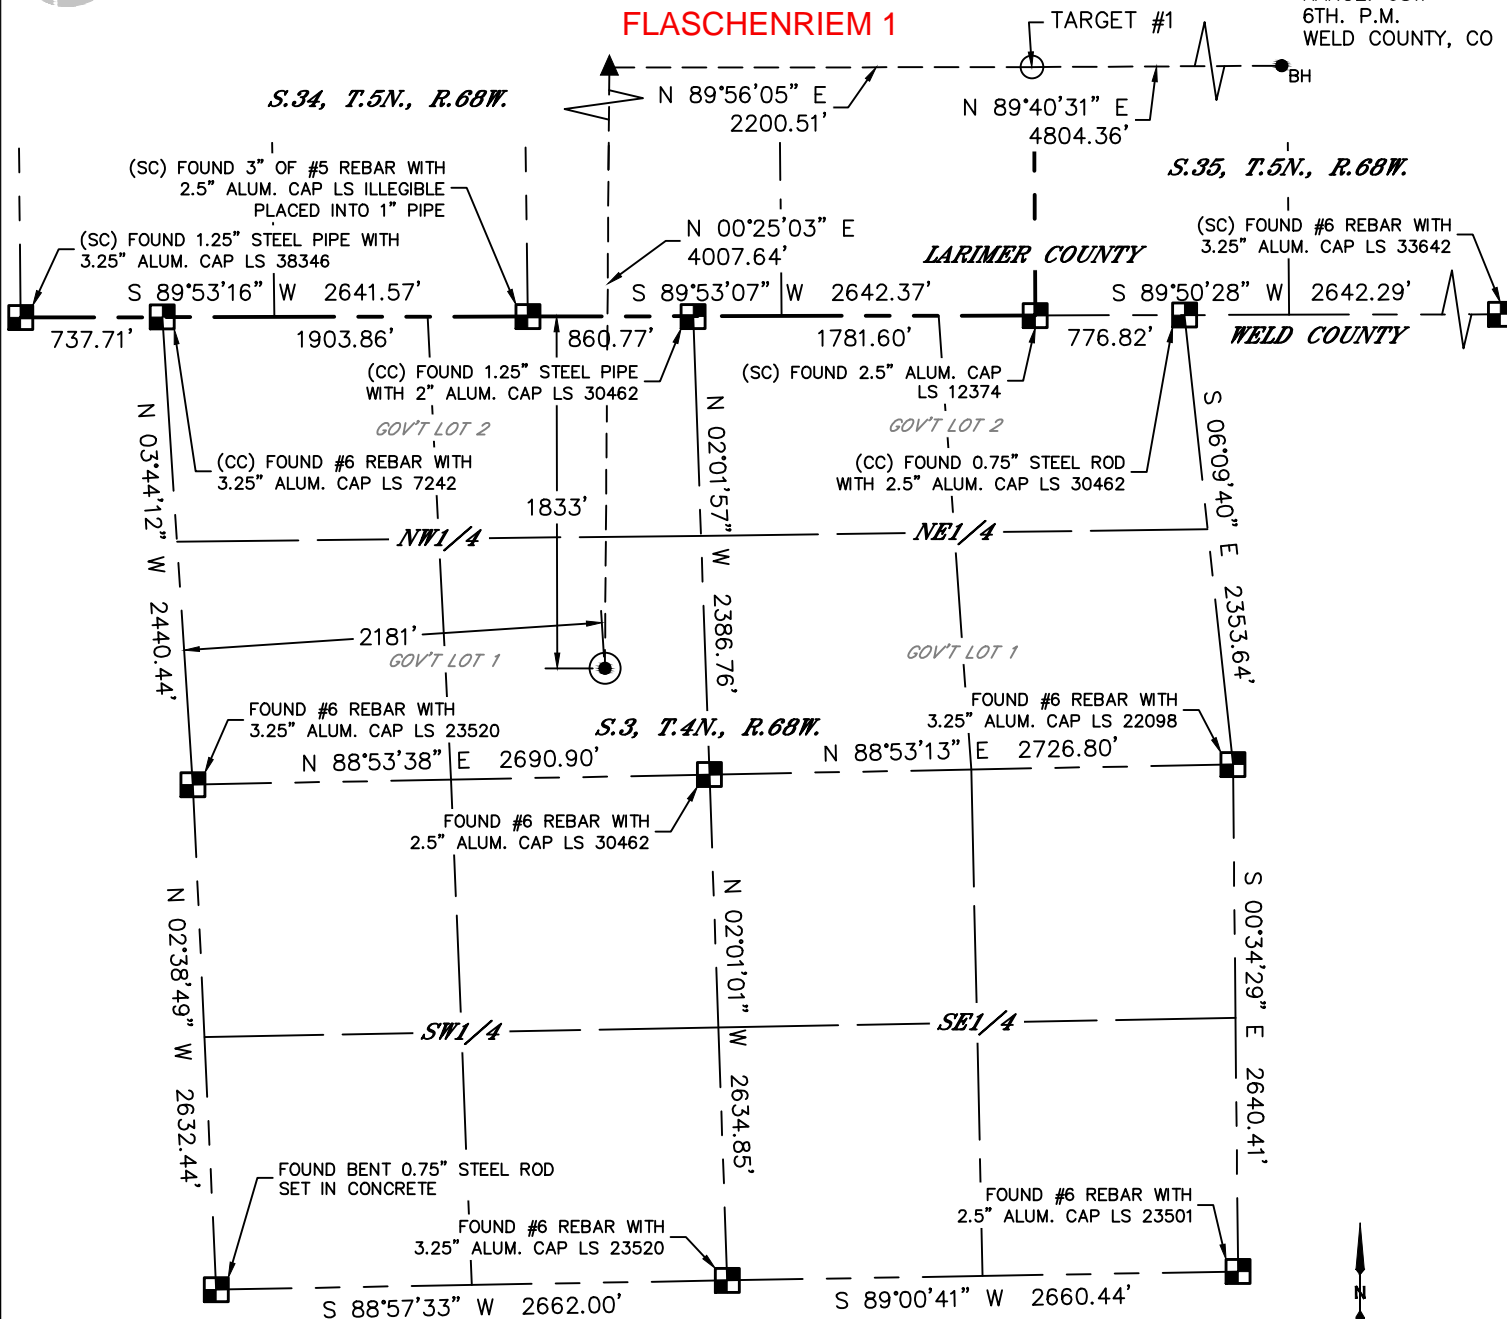 FLASCHENRIEM 1
TARGET #1
6TH. P.M.
WELD COUNTY, CO
BH
S.34, T.5N., R.68W.
N 89°56'05" E
2200.51'
N 89°40'31" E
4804.36'
S.35, T.5N., R.68W.
(SC) FOUND 3" OF #5 REBAR WITH
2.5" ALUM. CAP LS ILLEGIBLE
PLACED INTO 1" PIPE
(SC) FOUND 1.25" STEEL PIPE WITH
3.25" ALUM. CAP LS 38346
N 00°25'03" E
4007.64'
LARIMER COUNTY
(SC) FOUND #6 REBAR WITH
3.25" ALUM. CAP LS 33642
S 89°53'16" W 2641.57'
S 89°53'07" W 2642.37'
S 89°50'28" W 2642.29'
737.71'
1903.86'
860.77'
1781.60'
776.82'
WELD COUNTY
(CC) FOUND 1.25" STEEL PIPE
WITH 2" ALUM. CAP LS 30462
(SC) FOUND 2.5" ALUM. CAP
LS 12374
GOV'T LOT 2
GOV'T LOT 2
(CC) FOUND #6 REBAR WITH
3.25" ALUM. CAP LS 7242
(CC) FOUND 0.75" STEEL ROD
WITH 2.5" ALUM. CAP LS 30462
N 03°44'12" W 2440.44'
1833'
N 02°01'57" W 2386.76'
S 06°09'40" E 2353.64'
NW1/4
NE1/4
2181'
GOV'T LOT 1
GOV'T LOT 1
FOUND #6 REBAR WITH
3.25" ALUM. CAP LS 23520
S.3, T.4N., R.68W.
FOUND #6 REBAR WITH
3.25" ALUM. CAP LS 22098
N 88°53'38" E 2690.90'
N 88°53'13" E 2726.80'
FOUND #6 REBAR WITH
2.5" ALUM. CAP LS 30462
N 02°38'49" W 2632.44'
N 02°01'01" W 2634.85'
S 00°34'29" E 2640.41'
SW1/4
SE1/4
FOUND BENT 0.75" STEEL ROD
SET IN CONCRETE
FOUND #6 REBAR WITH
3.25" ALUM. CAP LS 23520
FOUND #6 REBAR WITH
2.5" ALUM. CAP LS 23501
S 88°57'33" W 2662.00'
S 89°00'41" W 2660.44'
N